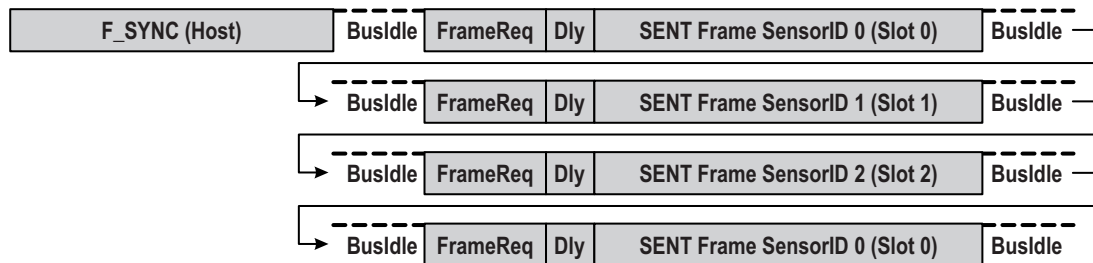 F_SYNC (Host) BusIdle FrameReq Dly SENT Frame SensorID 0 (Slot 0) BusIdle
BusIdle FrameReq Dly SENT Frame SensorID 1 (Slot 1) BusIdle
BusIdle FrameReq Dly SENT Frame SensorID 2 (Slot 2) BusIdle
BusIdle FrameReq Dly SENT Frame SensorID 0 (Slot 0) BusIdle